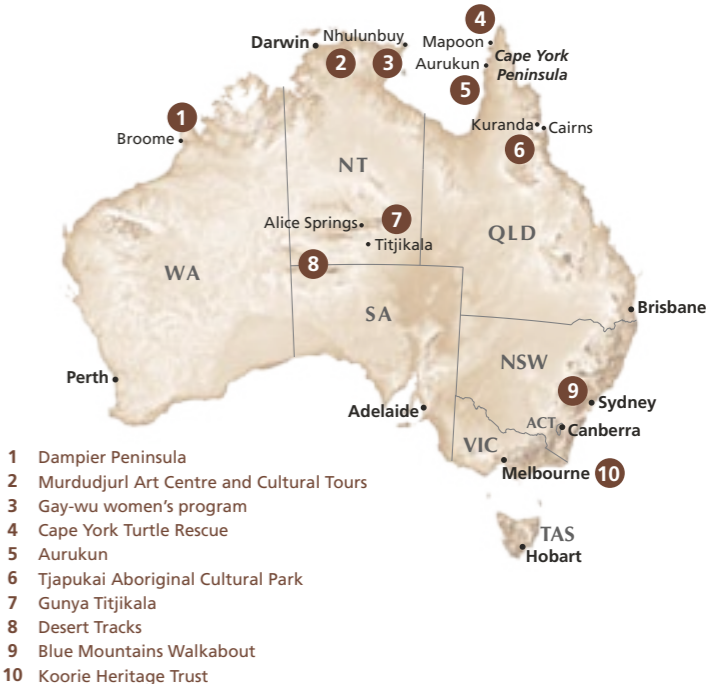 4
Nhulunbuy
Darwin
Mapoon
2
3
Aurukun
Cape York
Peninsula
5
1
Broome
Kuranda
Cairns
6
NT
Alice Springs
7
Titjikala
QLD
WA
8
SA
Brisbane
NSW
Perth
9
Sydney
Adelaide
ACT
Canberra
VIC
Melbourne
10
TAS
Hobart
1 Dampier Peninsula
2 Murdudjurl Art Centre and Cultural Tours
3 Gay-wu women’s program
4 Cape York Turtle Rescue
5 Aurukun
6 Tjapukai Aboriginal Cultural Park
7 Gunya Titjikala
8 Desert Tracks
9 Blue Mountains Walkabout
10 Koorie Heritage Trust